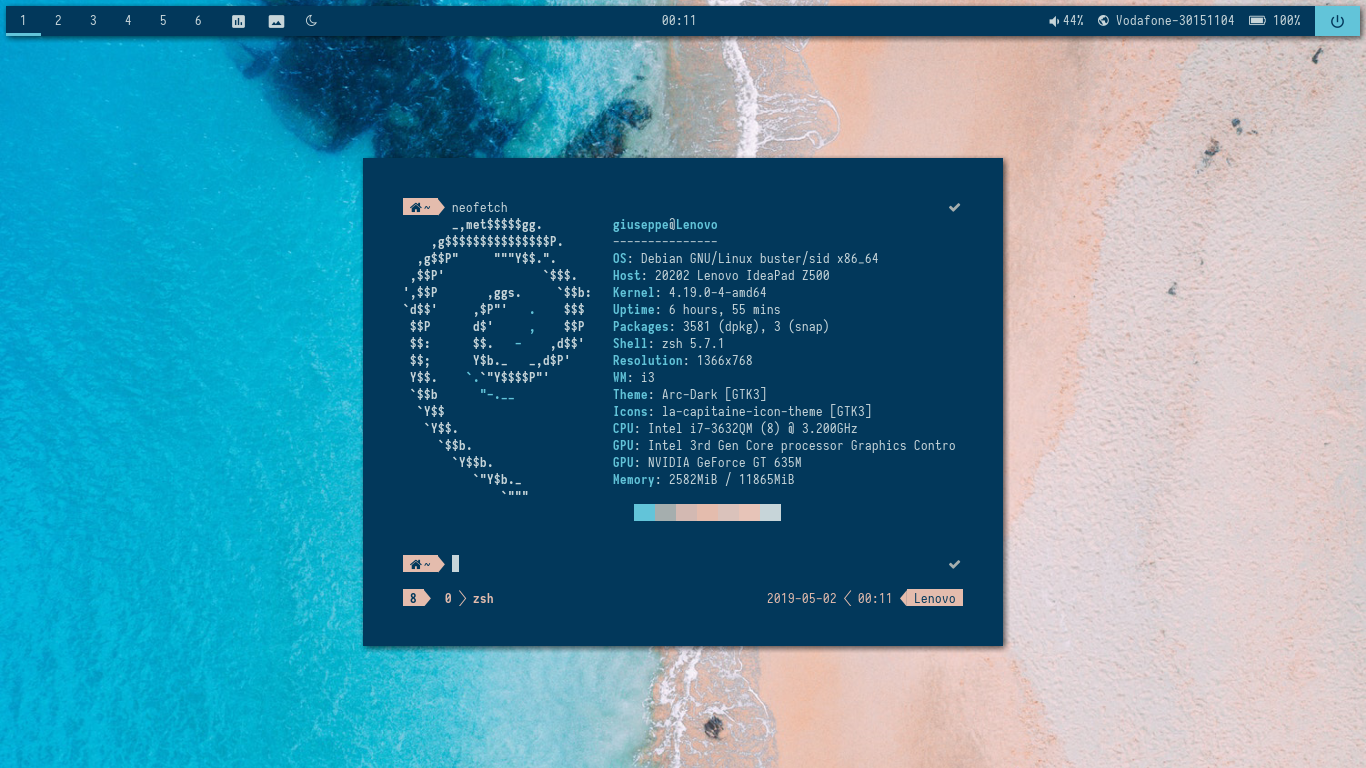 1 2 3 4 5 6 00:11 44% Vodafone-30151104 100%
~ neofetch
_,met$$$$$gg. giuseppe@Lenovo
,g$$$$$$$$$$$$$$$P. ---------------
,g$$P" """Y$$.". OS: Debian GNU/Linux buster/sid x86_64
,$$P' `$$$. Host: 20202 Lenovo IdeaPad Z500
',$$P ,ggs. `$$b: Kernel: 4.19.0-4-amd64
`d$$' ,$P"' . $$$ Uptime: 6 hours, 55 mins
$$P d$' , $$P Packages: 3581 (dpkg), 3 (snap)
$$: $$. - ,d$$' Shell: zsh 5.7.1
$$; Y$b._ _,d$P' Resolution: 1366x768
Y$$. `.`"Y$$$$P"' WM: i3
`$$b "-.__ Theme: Arc-Dark [GTK3]
`Y$$ Icons: la-capitaine-icon-theme [GTK3]
`Y$$. CPU: Intel i7-3632QM (8) @ 3.200GHz
`$$b. GPU: Intel 3rd Gen Core processor Graphics Contro
`Y$$b. GPU: NVIDIA GeForce GT 635M
`"Y$b._ Memory: 2582MiB / 11865MiB
`"""
~
8 0 zsh 2019-05-02 00:11 Lenovo